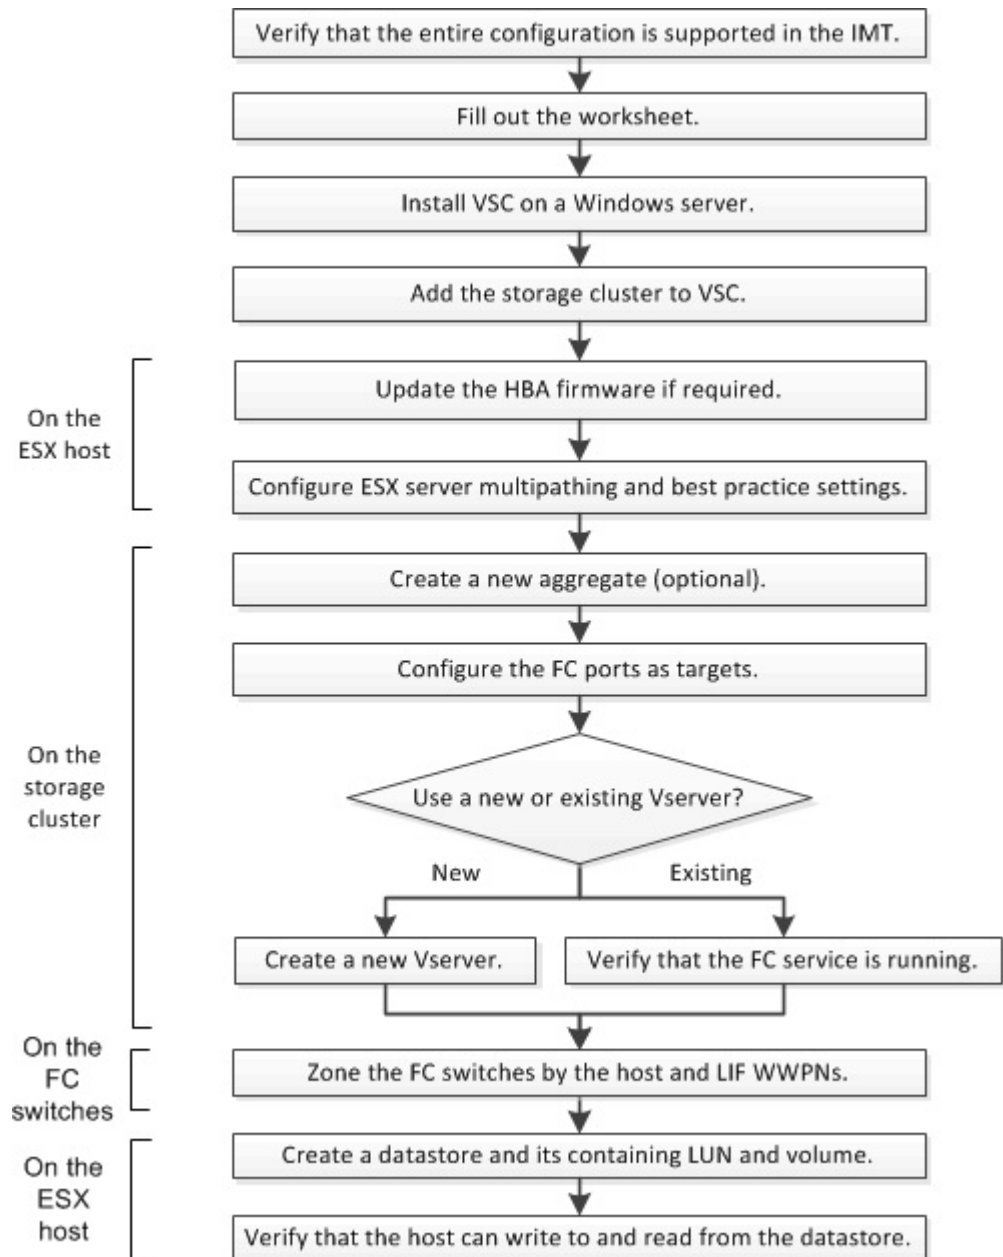 Verify that the entire configuration is supported in the IMT.
Fill out the worksheet.
Install VSC on a Windows server.
Add the storage cluster to VSC.
On the
ESX host
Update the HBA firmware if required.
Configure ESX server multipathing and best practice settings.
On the
storage
cluster
Create a new aggregate (optional).
Configure the FC ports as targets.
Use a new or existing Vserver?
New
Existing
Create a new Vserver.
Verify that the FC service is running.
On the
FC
switches
Zone the FC switches by the host and LIF WWPNs.
On the
ESX
host
Create a datastore and its containing LUN and volume.
Verify that the host can write to and read from the datastore.